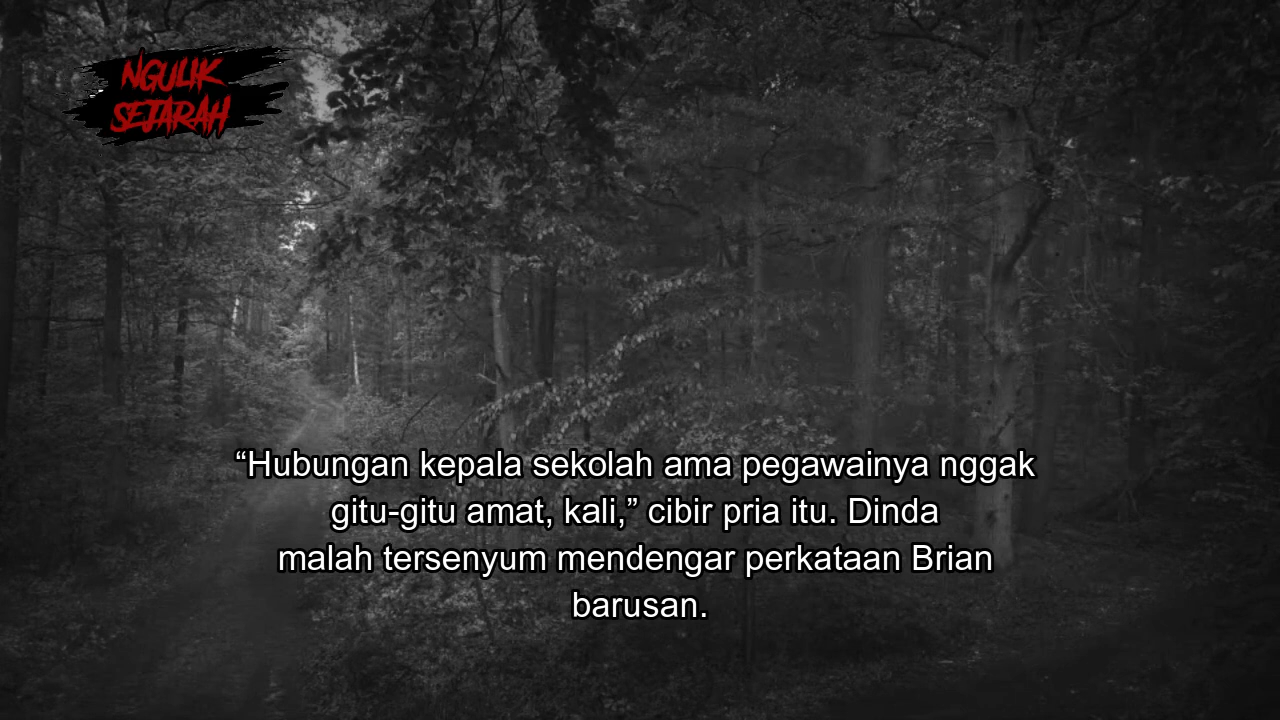 NGULIK
SEJARAH
“Hubungan kepala sekolah ama pegawainya nggak
gitu-gitu amat, kali,” cibir pria itu. Dinda
malah tersenyum mendengar perkataan Brian
barusan.